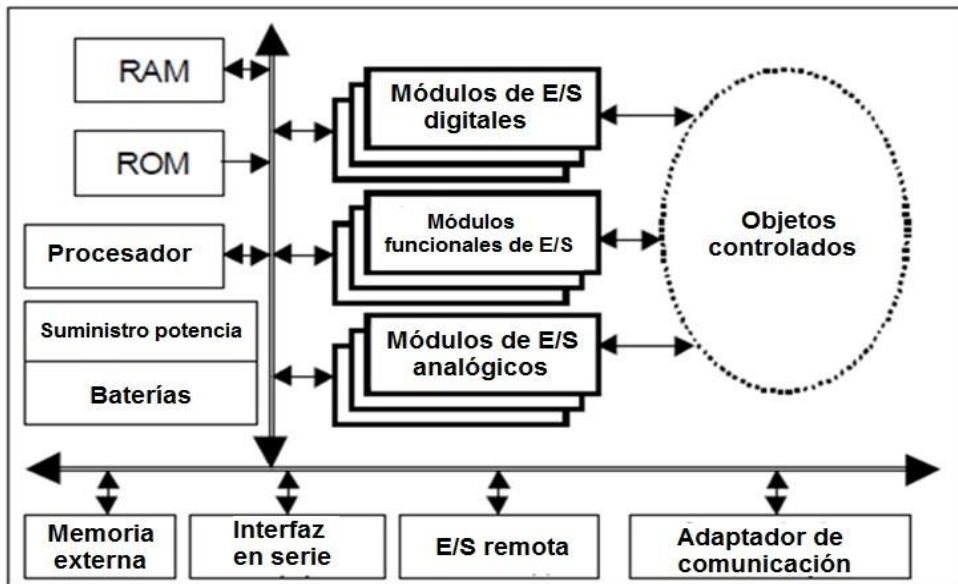 RAM
ROM
Procesador
Suministro potencia
Baterías
Módulos de E/S
digitales
Módulos
funcionales de E/S
Módulos de E/S
analógicos
Objetos
controlados
Memoria
externa
Interfaz
en serie
E/S remota
Adaptador de
comunicación